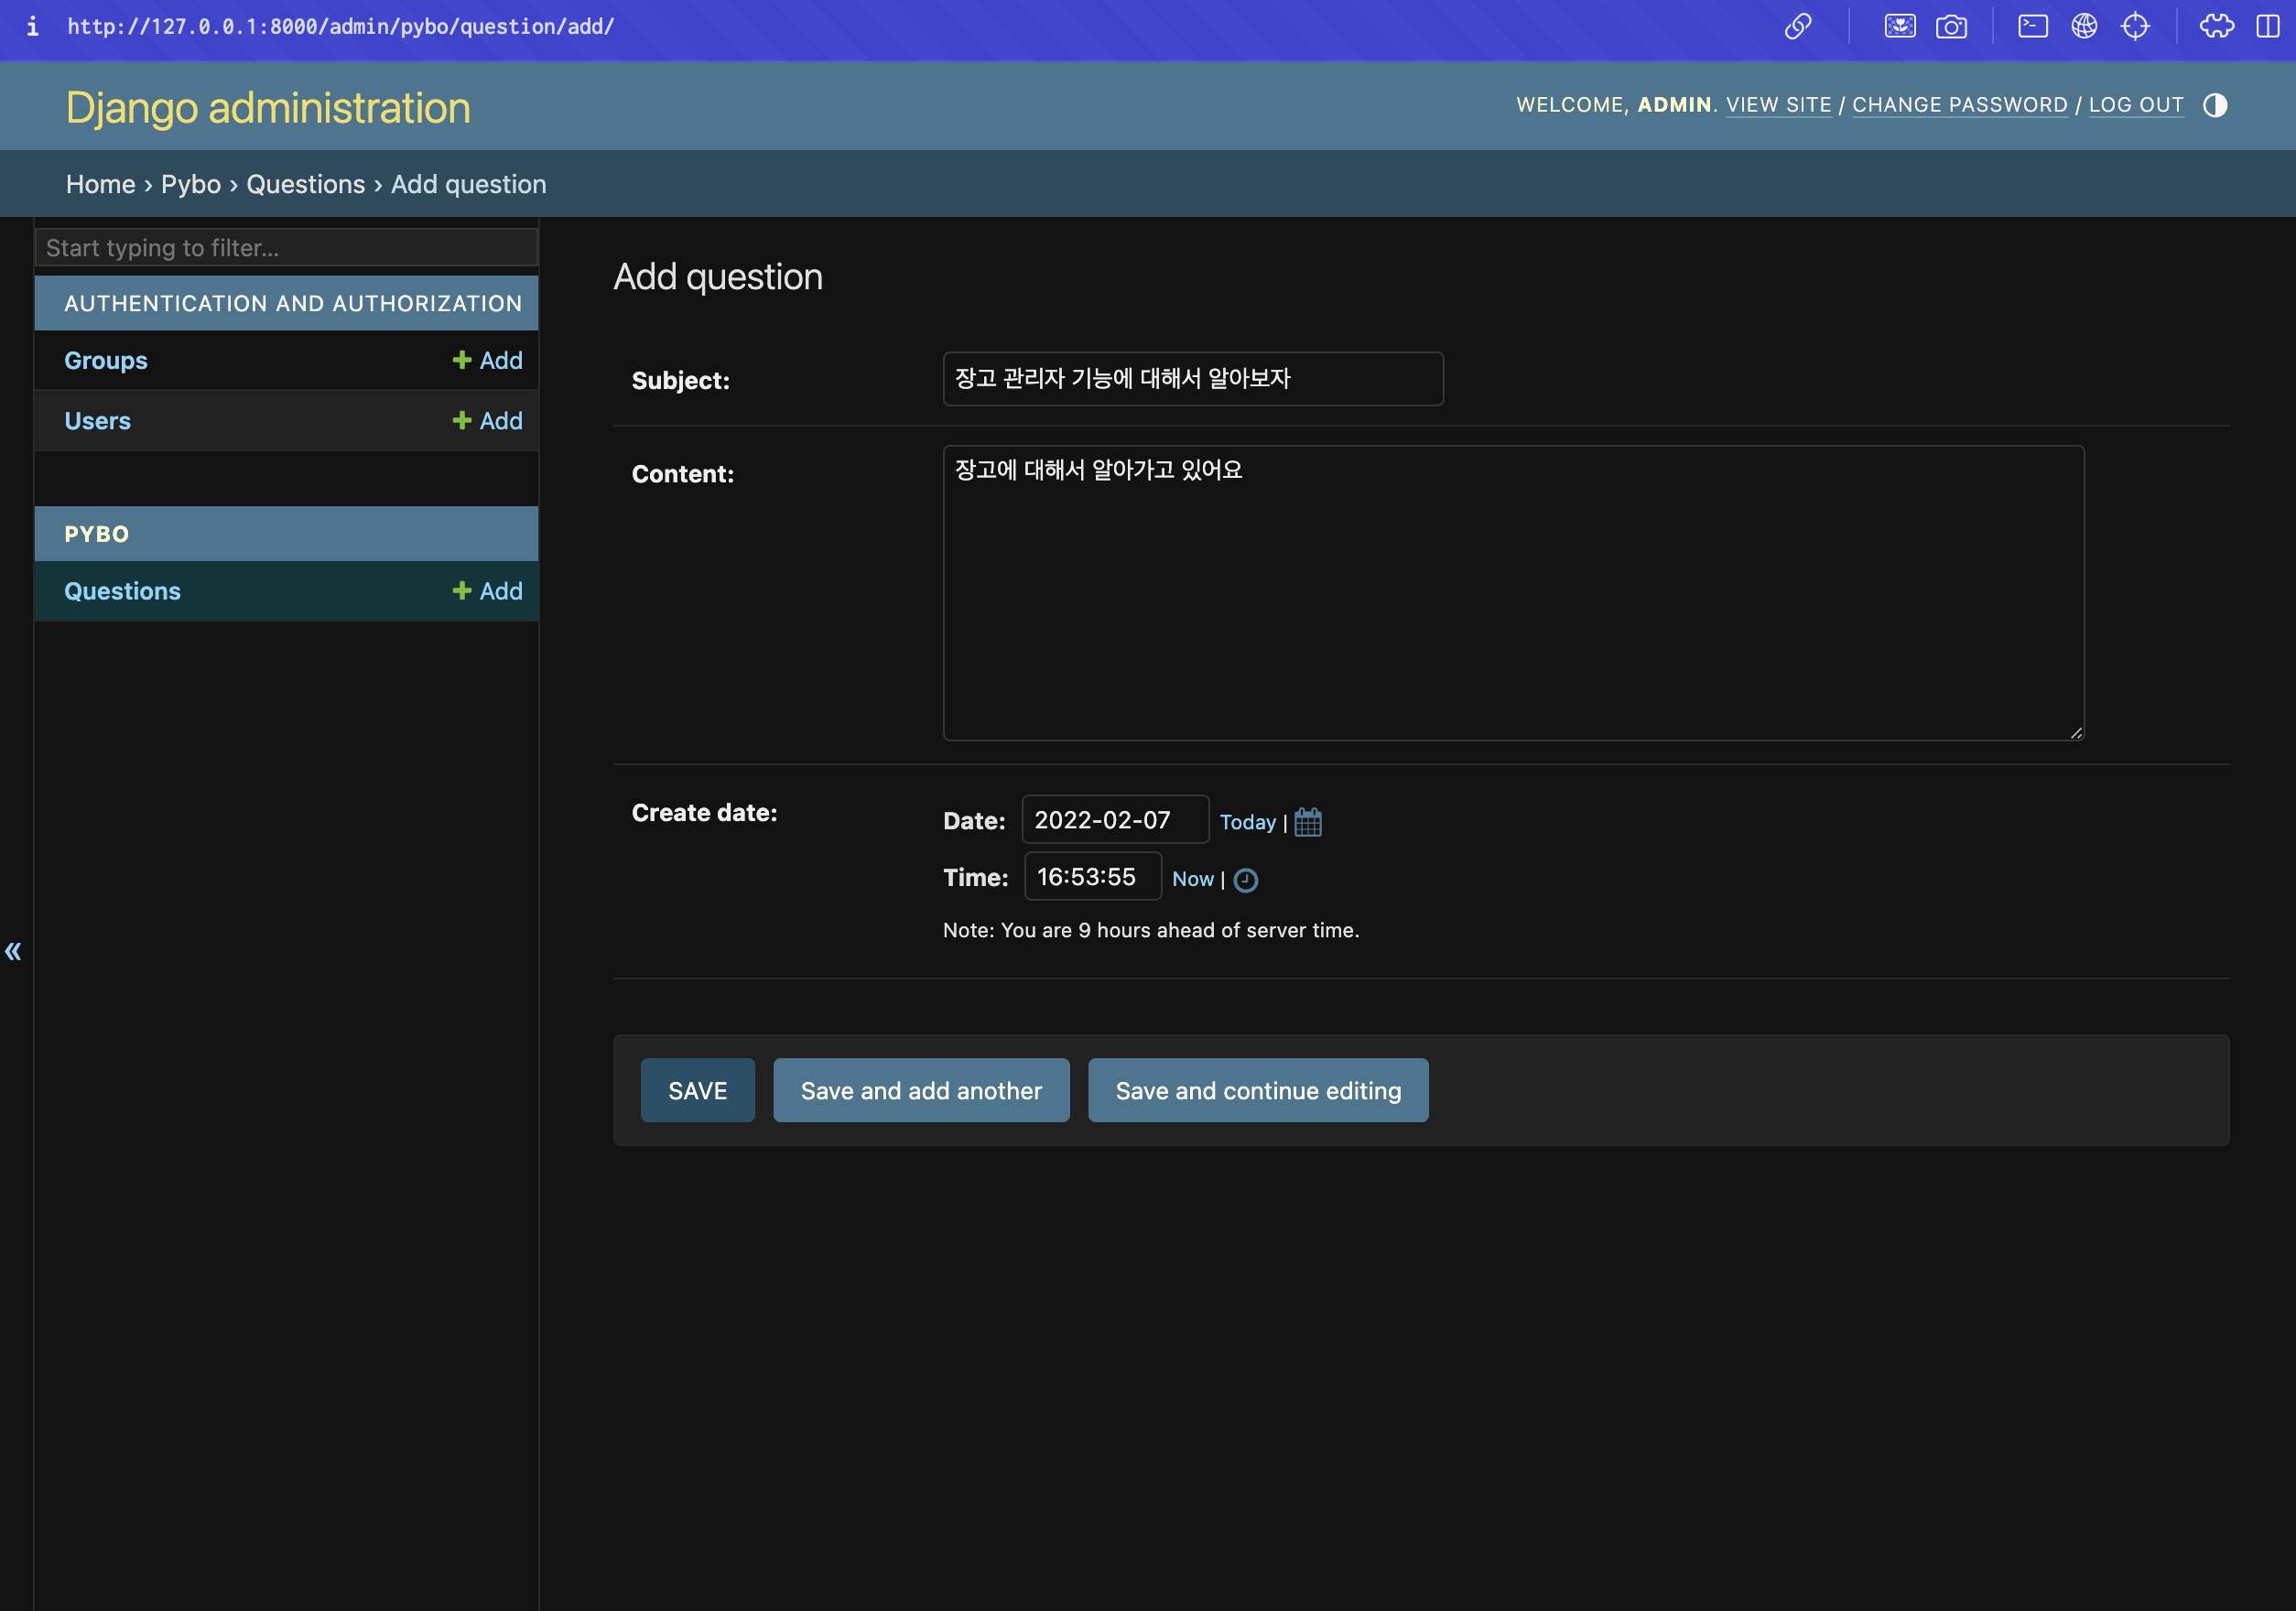 http://127.0.0.1:8000/admin/pybo/question/add/
Django administration
WELCOME, ADMIN. VIEW SITE / CHANGE PASSWORD / LOG OUT
Home › Pybo › Questions › Add question
Start typing to filter...
AUTHENTICATION AND AUTHORIZATION
Groups + Add
Users + Add
PYBO
Questions + Add
«
Add question
Subject: 장고 관리자 기능에 대해서 알아보자
Content: 장고에 대해서 알아가고 있어요
Create date: Date: 2022-02-07 Today |
Time: 16:53:55 Now |
Note: You are 9 hours ahead of server time.
SAVE Save and add another Save and continue editing